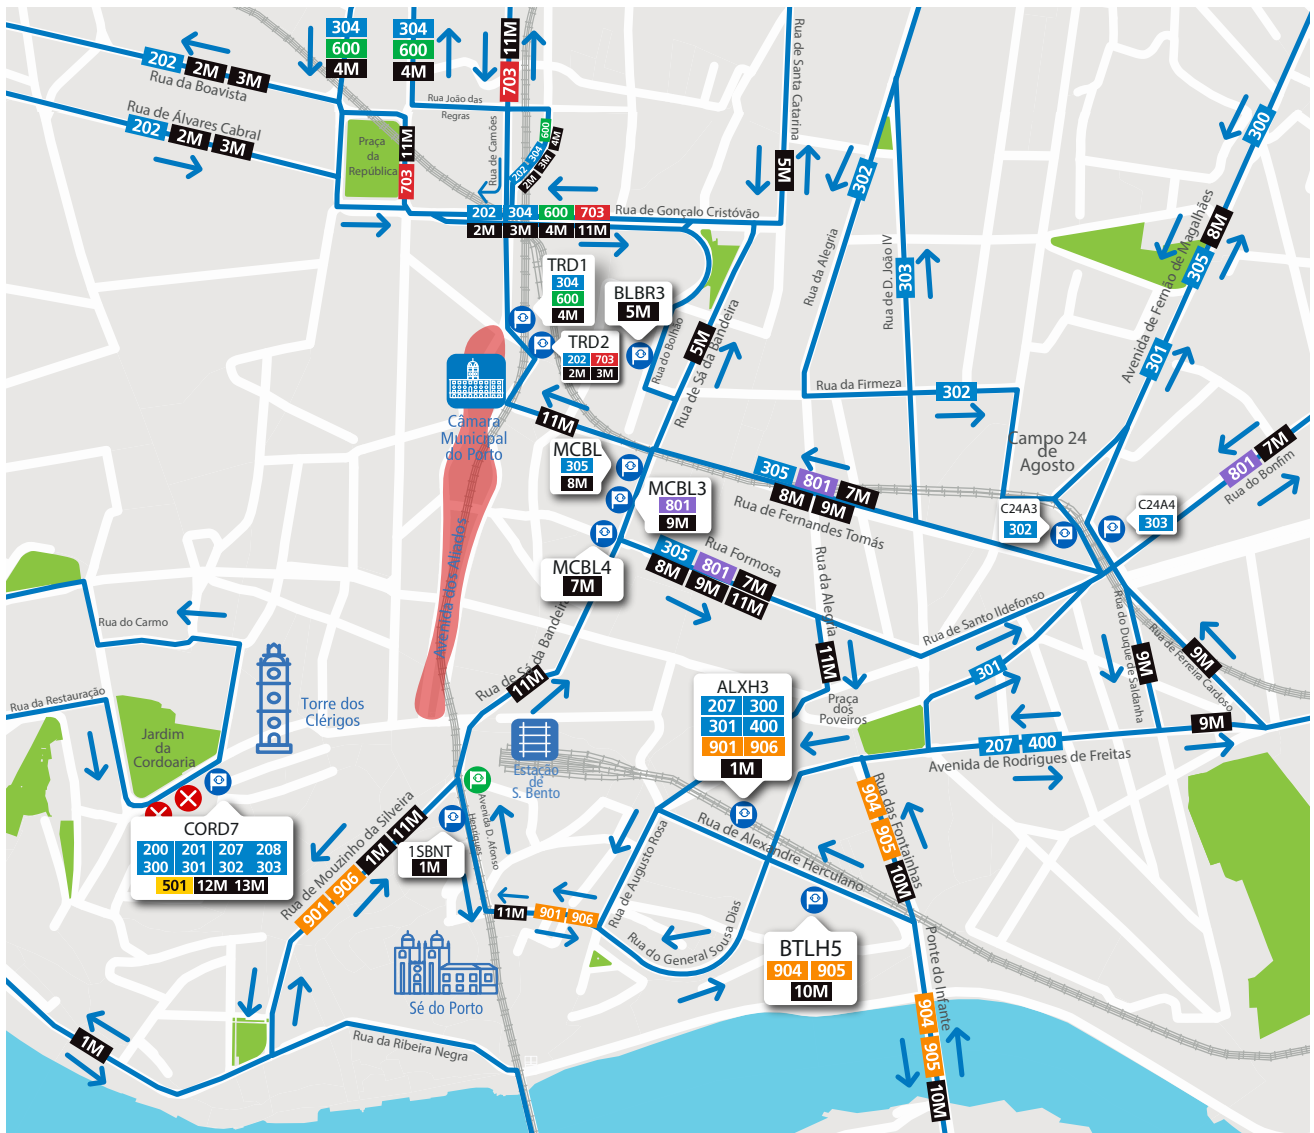 304
600
4M
304
600
4M
11M
703
202 2M 3M
Rua da Boavista
Rua de Álvares Cabral
202 2M 3M
Praça
da
República
11M
703
Rua João das
Regras
Rua de Camões
600
304
202
4M
3M
2M
Rua de Santa Catarina
5M
202 304 600 703
2M 3M 4M 11M
Rua de Gonçalo Cristóvão
302
300
Rua da Alegria
303
Rua de D. João IV
8M
305
Avenida de Fernão de Magalhães
301
TRD1
304
600
4M
BLBR3
5M
TRD2
202 703
2M 3M
5M
Rua do Bolhão
Rua de Sá da Bandeira
Rua da Firmeza
302
Câmara
Municipal
do Porto
11M
MCBL
305
8M
MCBL3
801
9M
MCBL4
7M
305 801 7M
8M 9M
Rua de Fernandes Tomás
Campo 24
de
Agosto
C24A3
302
C24A4
303
801 7M
Rua do Bonfim
Avenida dos Aliados
Rua Formosa
305 801 7M
8M 9M 11M
Rua da Alegria
11M
Rua de Santo Ildefonso
301
Rua do Duque de Saldanha
9M
Rua de Ferreira Cardoso
9M
9M
Rua do Carmo
Rua da Restauração
Jardim
da
Cordoaria
Torre dos
Clérigos
Rua de Sá da Bandeira
11M
ALXH3
207 300
301 400
901 906
1M
Praça
dos
Poveiros
207 400
Avenida de Rodrigues de Freitas
Estação
de
S. Bento
CORD7
200 201 207 208
300 301 302 303
501 12M 13M
Rua de Mouzinho da Silveira
901 906 1M 11M
1SBNT
1M
Avenida D. Afonso
Henriques
11M 901 906
Rua de Augusto Rosa
Rua de Alexandre Herculano
Rua do General Sousa Dias
Rua das Fontainhas
904
905
10M
BTLH5
904 905
10M
Ponte do Infante
904
905
10M
Sé do Porto
Rua da Ribeira Negra
1M